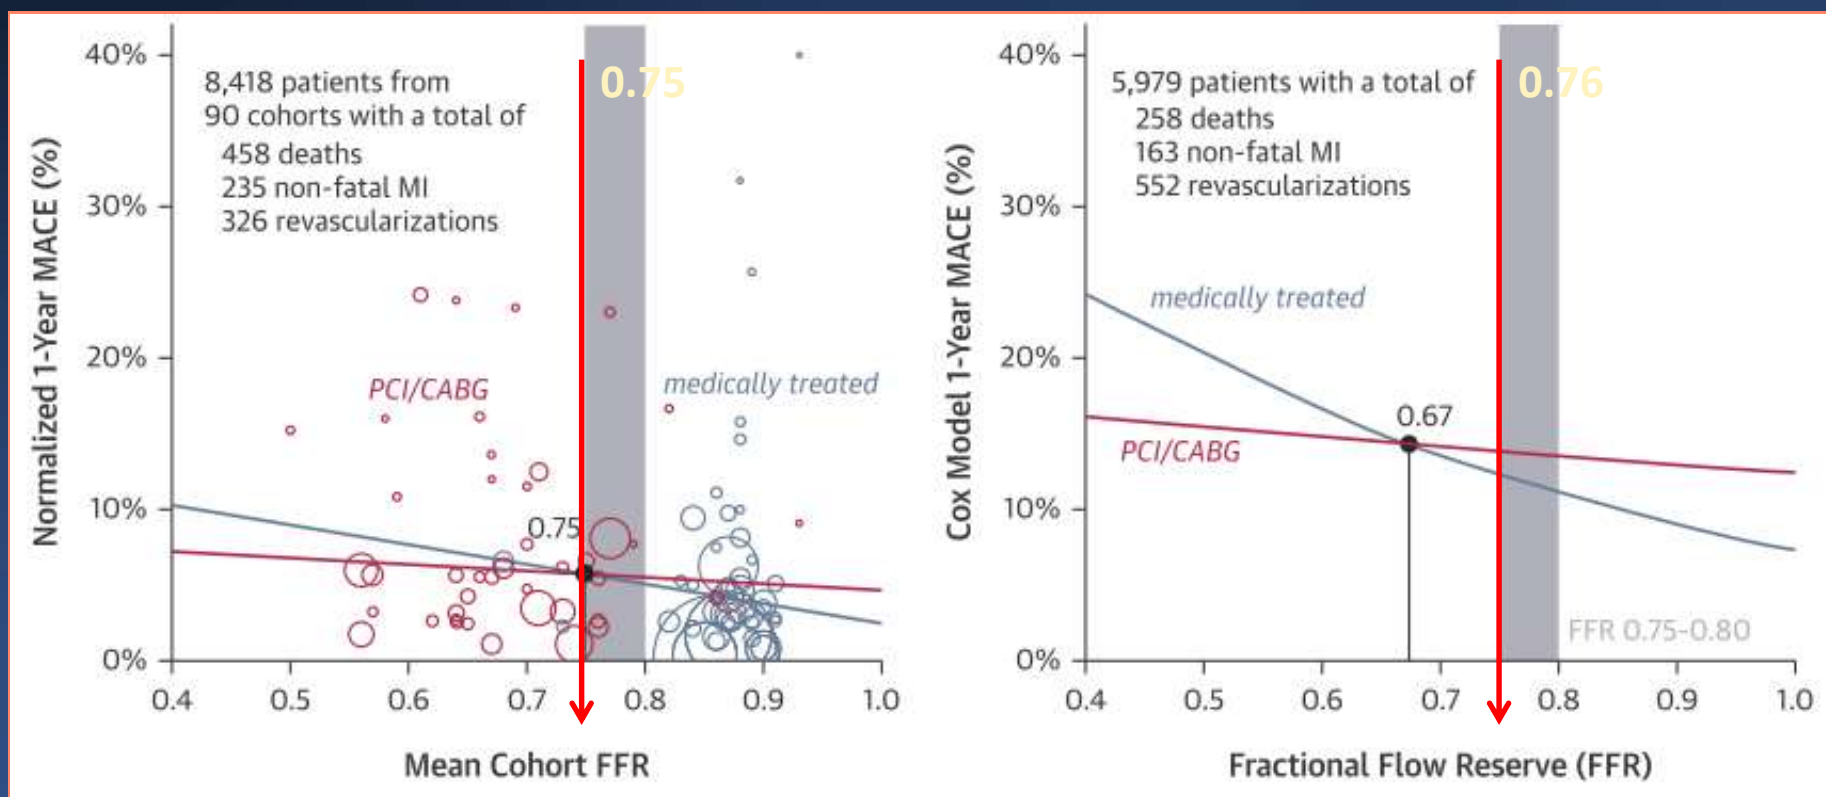 40%
30%
20%
10%
0%
Normalized 1-Year MACE (%)
8,418 patients from
90 cohorts with a total of
458 deaths
235 non-fatal MI
326 revascularizations
0.75
PCI/CABG
medically treated
0.75
0.4 0.5 0.6 0.7 0.8 0.9 1.0
Mean Cohort FFR
40%
30%
20%
10%
0%
Cox Model 1-Year MACE (%)
5,979 patients with a total of
258 deaths
163 non-fatal MI
552 revascularizations
0.76
medically treated
0.67
PCI/CABG
FFR 0.75-0.80
0.4 0.5 0.6 0.7 0.8 0.9 1.0
Fractional Flow Reserve (FFR)